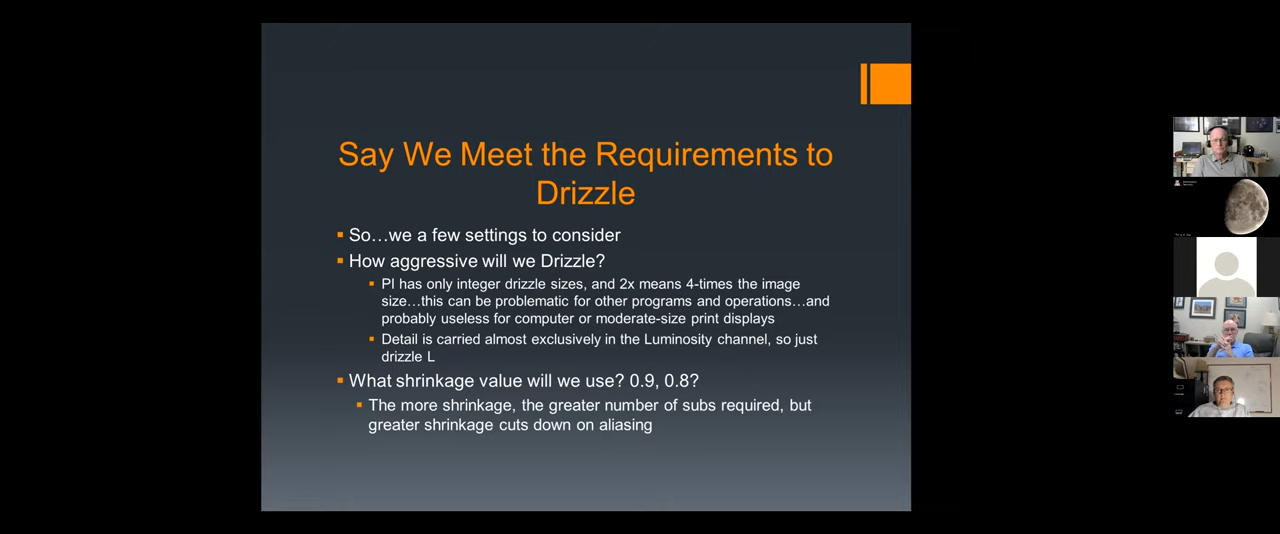 Say We Meet the Requirements to
Drizzle
So…we a few settings to consider
How aggressive will we Drizzle?
PI has only integer drizzle sizes, and 2x means 4-times the image
size…this can be problematic for other programs and operations…and
probably useless for computer or moderate-size print displays
Detail is carried almost exclusively in the Luminosity channel, so just
drizzle L
What shrinkage value will we use? 0.9, 0.8?
The more shrinkage, the greater number of subs required, but
greater shrinkage cuts down on aliasing